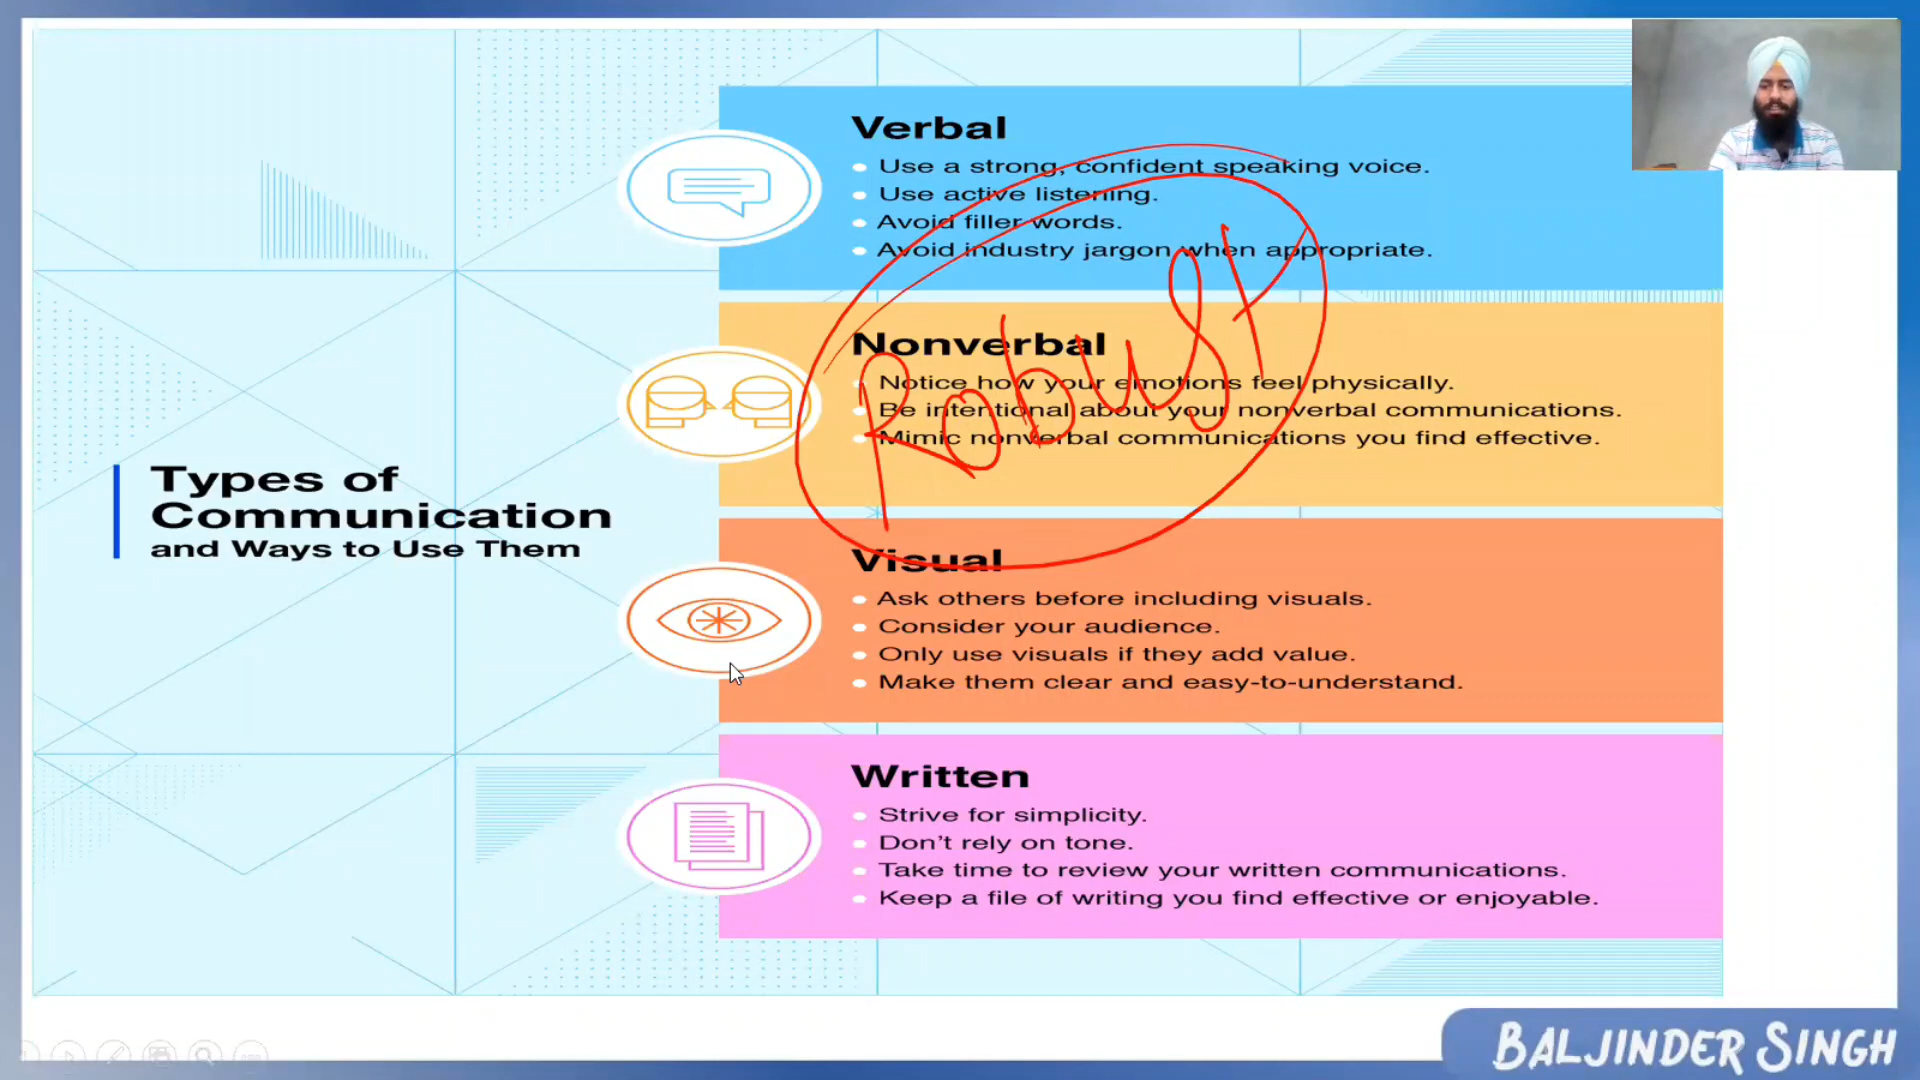 Types of
Communication
and Ways to Use Them
Verbal
Use a strong, confident speaking voice.
Use active listening.
Avoid filler words.
Avoid industry jargon when appropriate.
Nonverbal
Notice how your emotions feel physically.
Be intentional about your nonverbal communications.
Mimic nonverbal communications you find effective.
Robust
Visual
Ask others before including visuals.
Consider your audience.
Only use visuals if they add value.
Make them clear and easy-to-understand.
Written
Strive for simplicity.
Don't rely on tone.
Take time to review your written communications.
Keep a file of writing you find effective or enjoyable.
BALJINDER SINGH